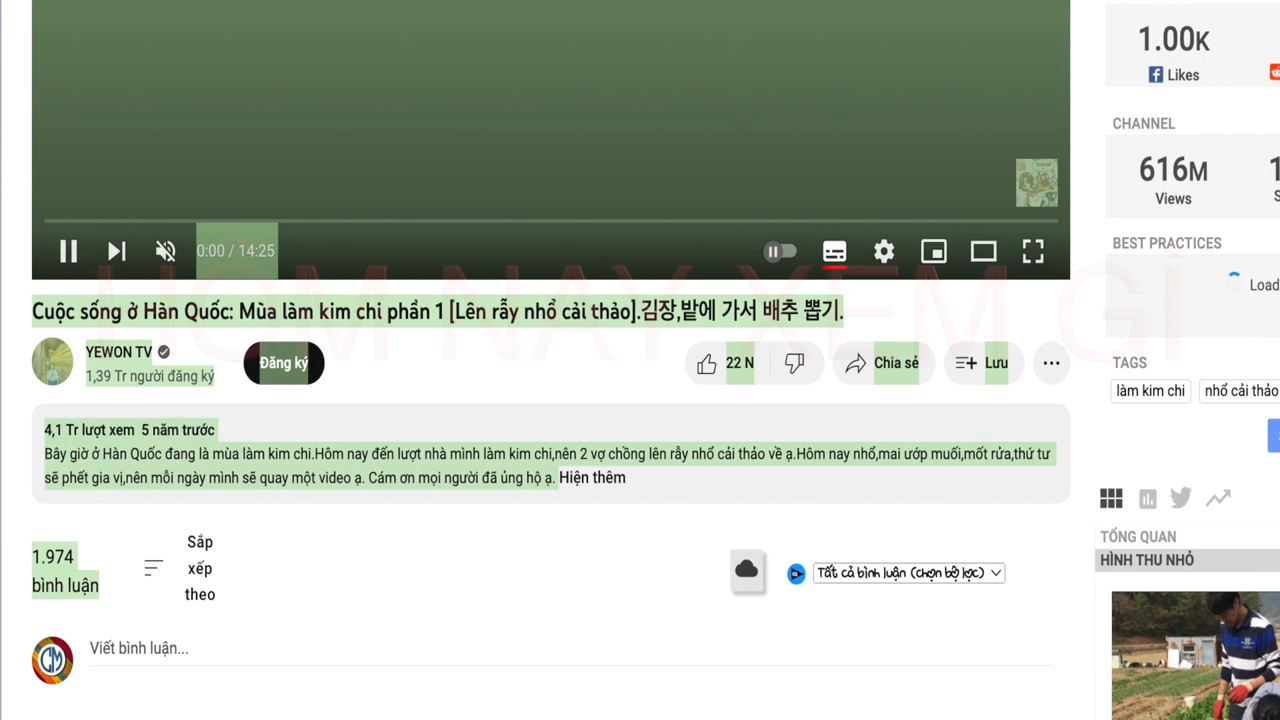 0:00 / 14:25
Cuộc sống ở Hàn Quốc: Mùa làm kim chi phần 1 [Lên rẫy nhổ cải thảo].김장,밭에 가서 배추 뽑기.
HÔM NAY XEM GÌ
YEWON TV
1,39 Tr người đăng ký
Đăng ký
22 N
Chia sẻ
Lưu
4,1 Tr lượt xem 5 năm trước
Bây giờ ở Hàn Quốc đang là mùa làm kim chi.Hôm nay đến lượt nhà mình làm kim chi,nên 2 vợ chồng lên rẫy nhổ cải thảo về ạ.Hôm nay nhổ,mai ướp muối,mốt rửa,thứ tư
sẽ phết gia vị,nên mỗi ngày mình sẽ quay một video ạ. Cám ơn mọi người đã ủng hộ ạ. Hiện thêm
1.974
bình luận
Sắp
xếp
theo
Tất cả bình luận (chọn bộ lọc)
Viết bình luận...
1.00K
Likes
CHANNEL
616M
Views
BEST PRACTICES
Load
TAGS
làm kim chi
nhổ cải thảo
TỔNG QUAN
HÌNH THU NHỎ